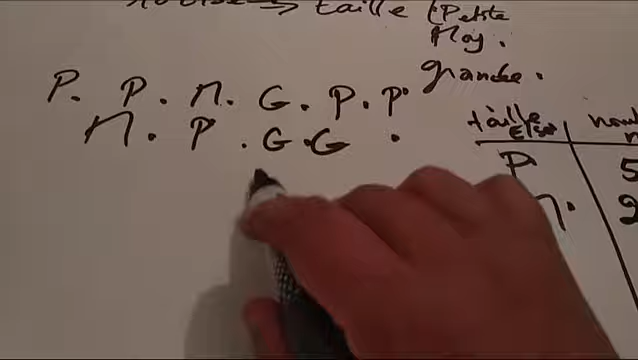 taille (Petite
Moy.
grande.
P. P. M. G. P. P.
M. P. G. G.
taille
P 5
M. 2